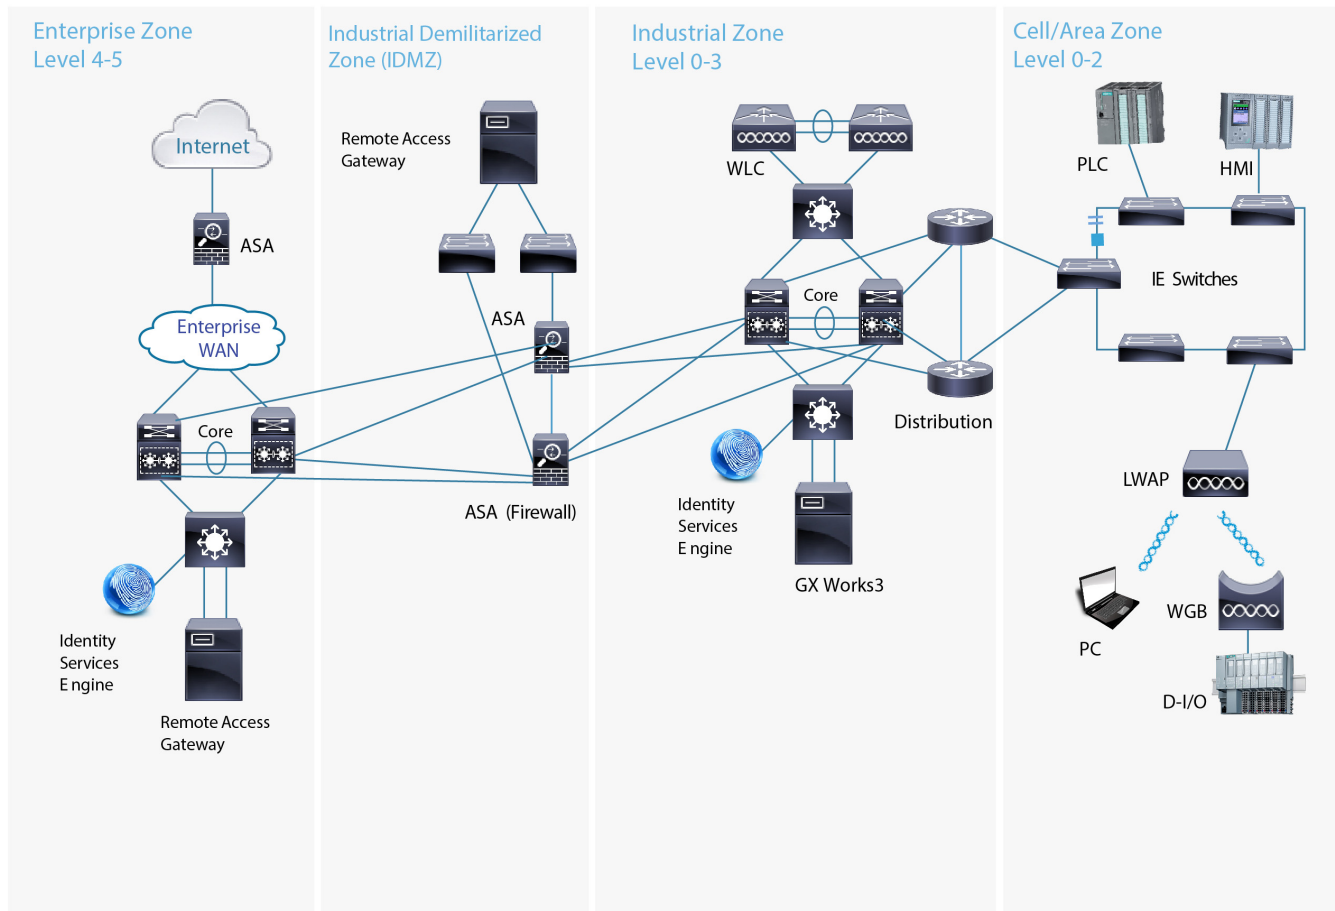 Enterprise Zone
Level 4-5
Internet
ASA
Enterprise
WAN
Core
Identity
Services
E ngine
Remote Access
Gateway
Industrial Demilitarized
Zone (IDMZ)
Remote Access
Gateway
ASA
ASA (Firewall)
Industrial Zone
Level 0-3
WLC
Core
Distribution
Identity
Services
E ngine
GX Works3
Cell/Area Zone
Level 0-2
PLC
HMI
IE Switches
LWAP
PC
WGB
D-I/O